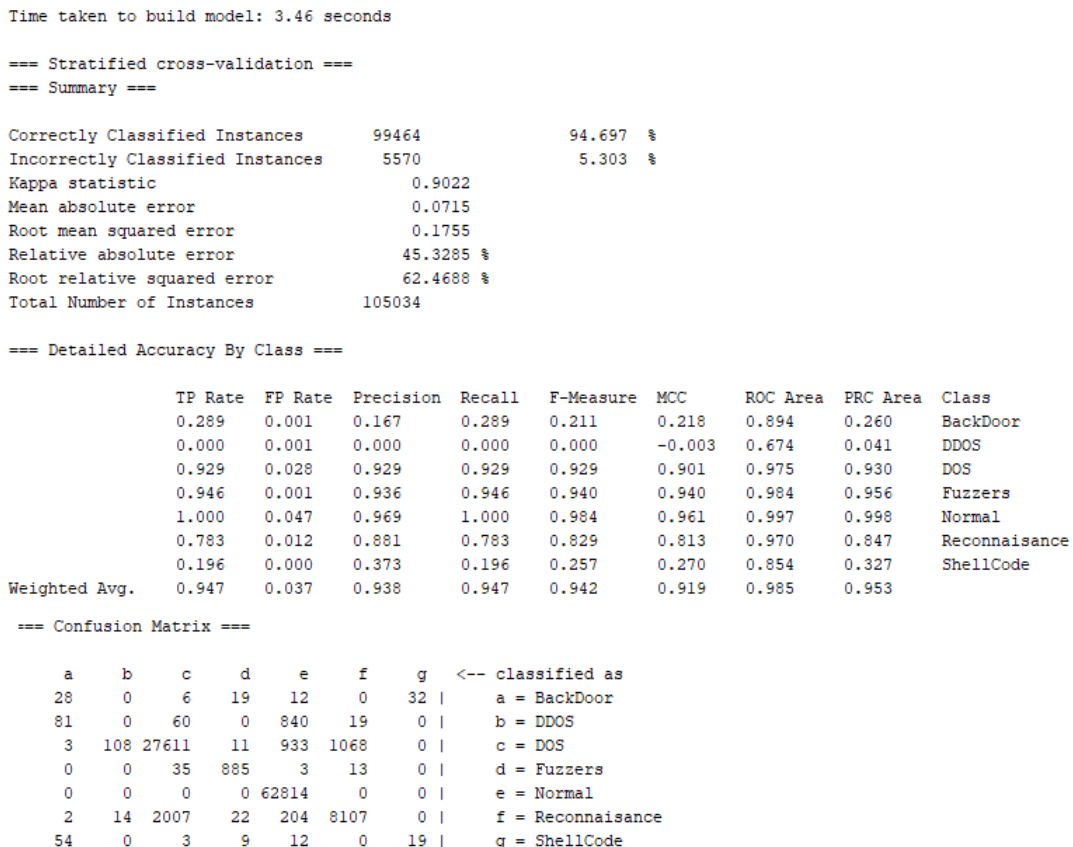 Time taken to build model: 3.46 seconds
=== Stratified cross-validation ===
=== Summary ===
Correctly Classified Instances 99464 94.697 %
Incorrectly Classified Instances 5570 5.303 %
Kappa statistic 0.9022
Mean absolute error 0.0715
Root mean squared error 0.1755
Relative absolute error 45.3285 %
Root relative squared error 62.4688 %
Total Number of Instances 105034
=== Detailed Accuracy By Class ===
TP Rate FP Rate Precision Recall F-Measure MCC ROC Area PRC Area Class
0.289 0.001 0.167 0.289 0.211 0.218 0.894 0.260 BackDoor
0.000 0.001 0.000 0.000 0.000 -0.003 0.674 0.041 DDOS
0.929 0.028 0.929 0.929 0.929 0.901 0.975 0.930 DOS
0.946 0.001 0.936 0.946 0.940 0.940 0.984 0.956 Fuzzers
1.000 0.047 0.969 1.000 0.984 0.961 0.997 0.998 Normal
0.783 0.012 0.881 0.783 0.829 0.813 0.970 0.847 Reconnaisance
0.196 0.000 0.373 0.196 0.257 0.270 0.854 0.327 ShellCode
Weighted Avg. 0.947 0.037 0.938 0.947 0.942 0.919 0.985 0.953
=== Confusion Matrix ===
a b c d e f g <-- classified as
28 0 6 19 12 0 32 | a = BackDoor
81 0 60 0 840 19 0 | b = DDOS
3 108 27611 11 933 1068 0 | c = DOS
0 0 35 885 3 13 0 | d = Fuzzers
0 0 0 0 62814 0 0 | e = Normal
2 14 2007 22 204 8107 0 | f = Reconnaisance
54 0 3 9 12 0 19 | g = ShellCode